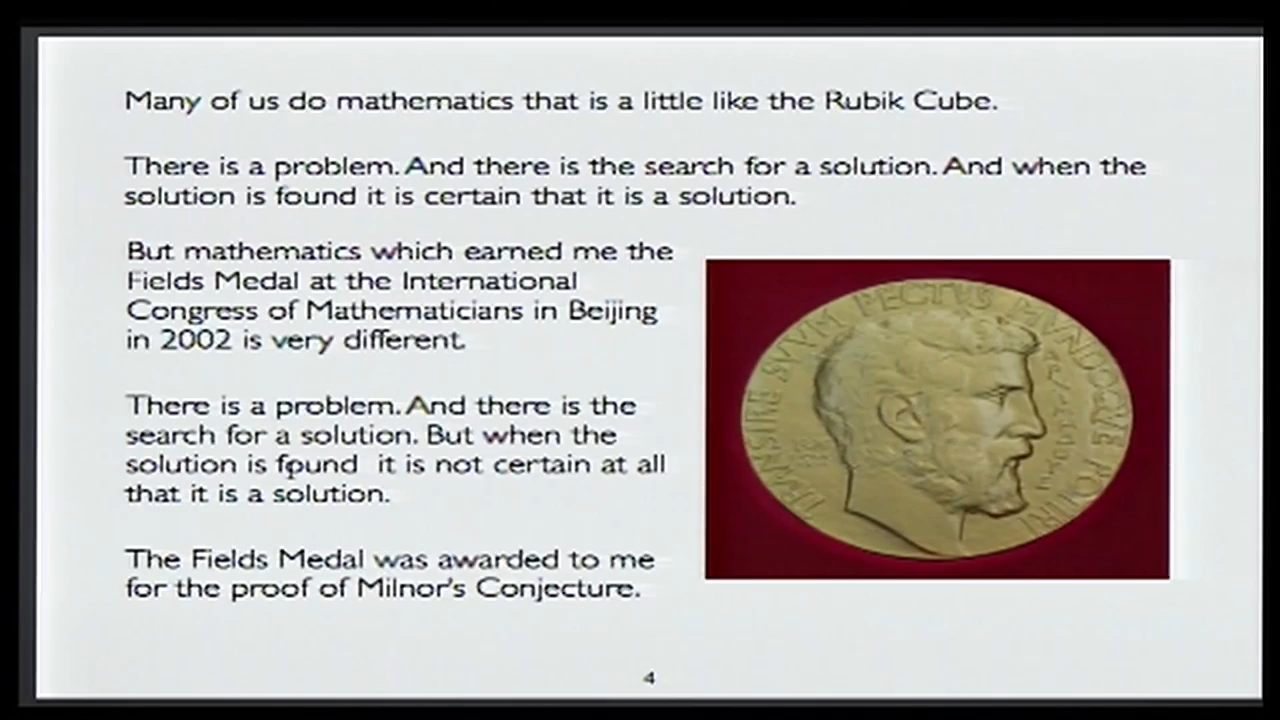 Many of us do mathematics that is a little like the Rubik Cube.
There is a problem. And there is the search for a solution. And when the
solution is found it is certain that it is a solution.
But mathematics which earned me the
Fields Medal at the International
Congress of Mathematicians in Beijing
in 2002 is very different.
There is a problem. And there is the
search for a solution. But when the
solution is found it is not certain at all
that it is a solution.
The Fields Medal was awarded to me
for the proof of Milnor's Conjecture.
TRANSIRE SUUM PECTUS MUNDOQUE POTIRI
4